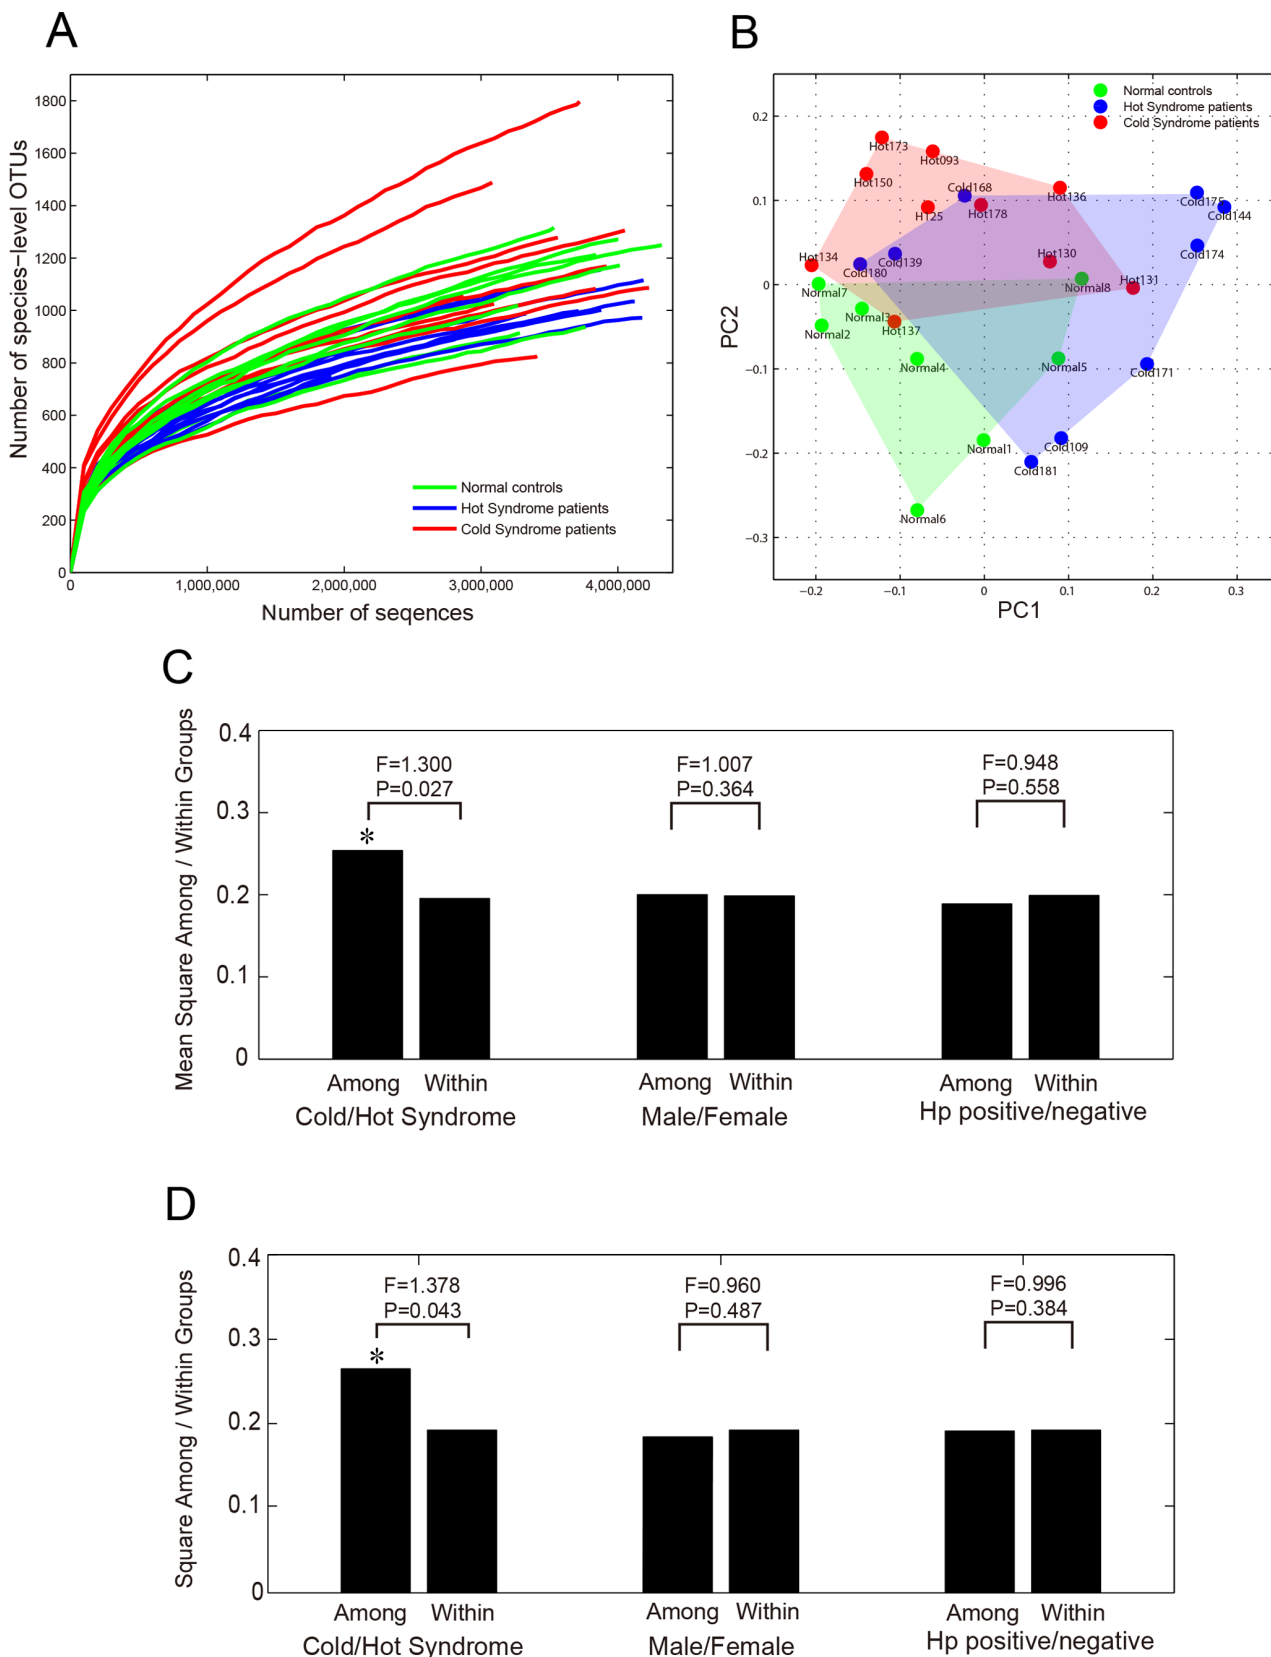 A
Number of species-level OTUs
1800
1600
1400
1200
1000
800
600
400
200
0
0
1,000,000
2,000,000
3,000,000
4,000,000
Number of seqences
Normal controls
Hot Syndrome patients
Cold Syndrome patients
B
PC2
0.2
0.1
0
−0.1
−0.2
−0.3
−0.2
−0.1
0
0.1
0.2
0.3
PC1
Normal controls
Hot Syndrome patients
Cold Syndrome patients
Hot173
Hot093
Hot150
Cold168
Hot136
H125
Hot178
Cold175
Cold144
Cold174
Hot134
Cold180
Cold139
Hot130
Normal7
Normal8
Hot131
Normal3
Normal2
Hot137
Normal4
Normal5
Cold171
Normal1
Cold109
Cold181
Normal6
C
Mean Square Among / Within Groups
0.4
0.3
0.2
0.1
0
F=1.300
P=0.027
*
F=1.007
P=0.364
F=0.948
P=0.558
Among Within
Among Within
Among Within
Cold/Hot Syndrome
Male/Female
Hp positive/negative
D
Square Among / Within Groups
0.4
0.3
0.2
0.1
0
F=1.378
P=0.043
*
F=0.960
P=0.487
F=0.996
P=0.384
Among Within
Among Within
Among Within
Cold/Hot Syndrome
Male/Female
Hp positive/negative